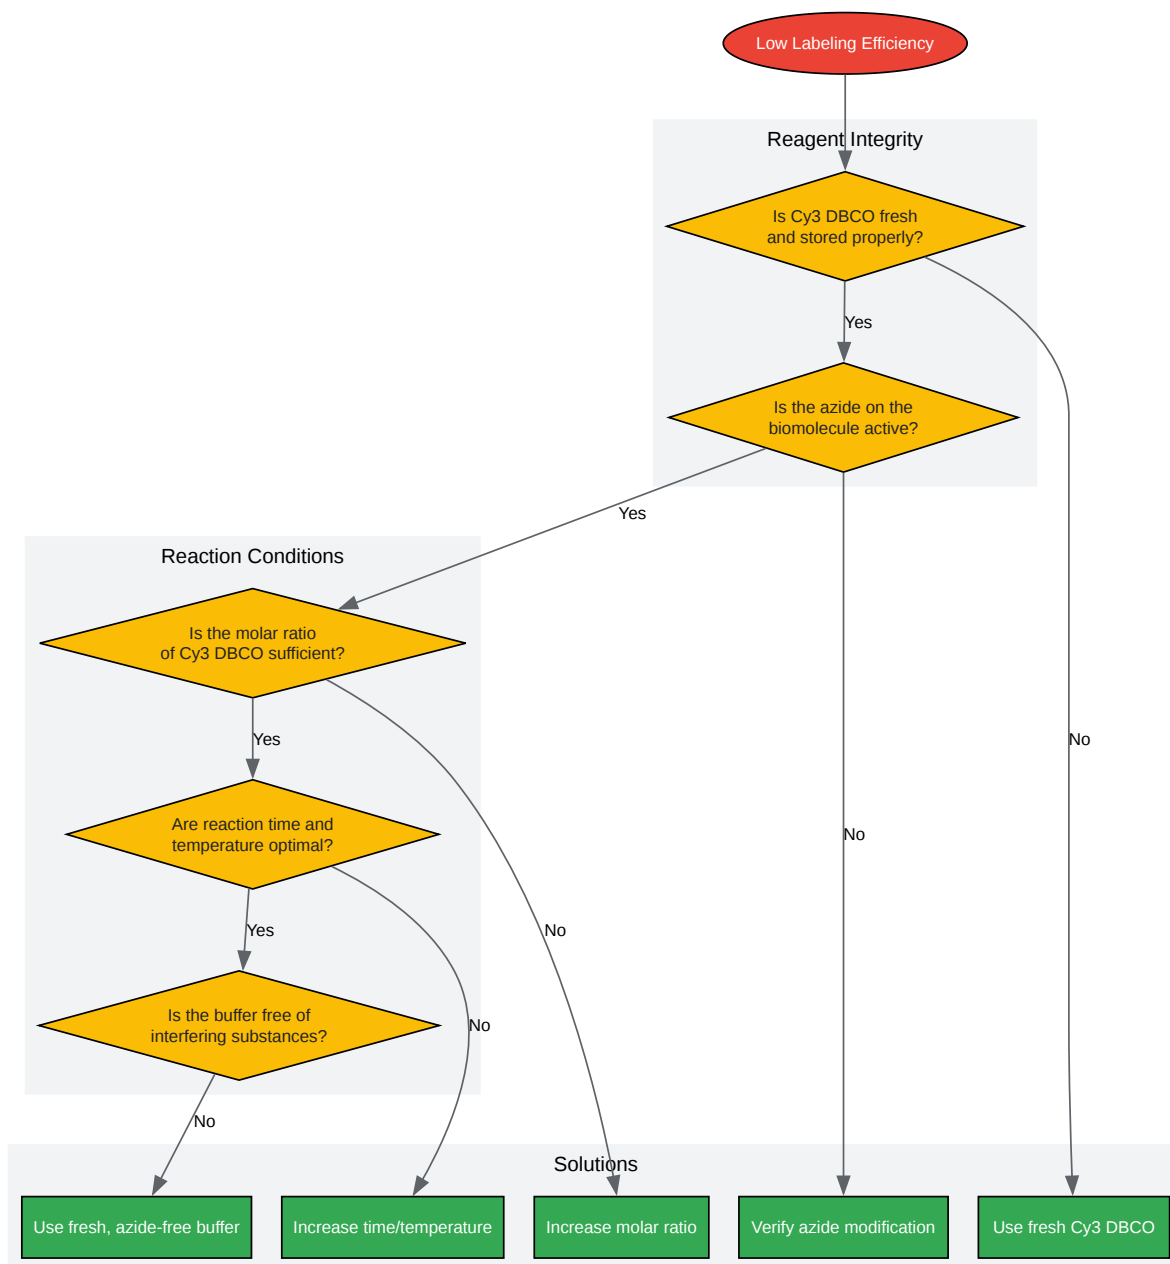 Low Labeling Efficiency
Reagent Integrity
Is Cy3 DBCO fresh
and stored properly?
Yes
Is the azide on the
biomolecule active?
Yes
Reaction Conditions
Is the molar ratio
of Cy3 DBCO sufficient?
Yes
No
Are reaction time and
temperature optimal?
No
Yes
No
Is the buffer free of
interfering substances?
No
No
Solutions
Use fresh, azide-free buffer
Increase time/temperature
Increase molar ratio
Verify azide modification
Use fresh Cy3 DBCO